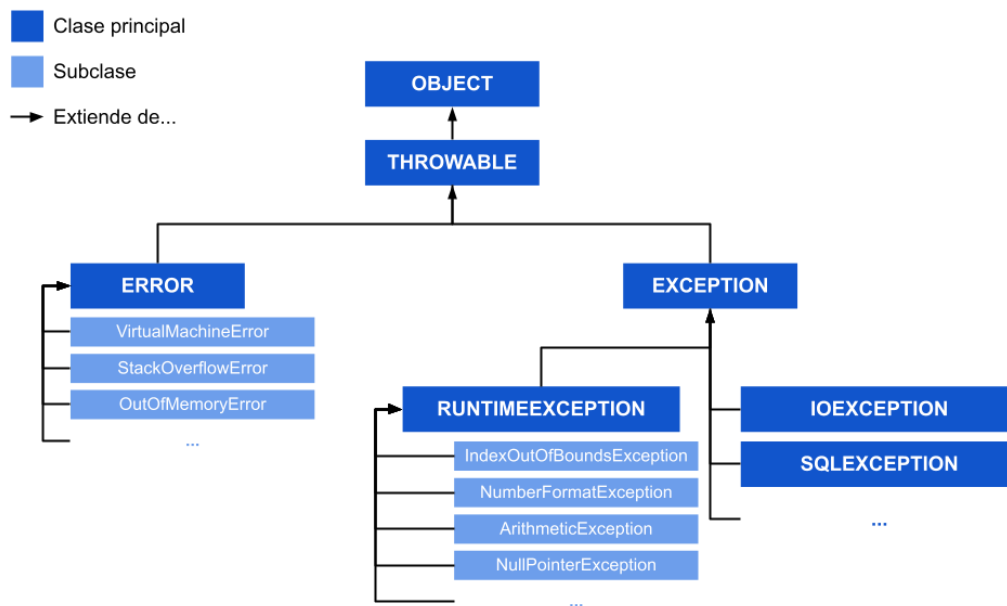 Clase principal
Subclase
Extiende de...
OBJECT
THROWABLE
ERROR
EXCEPTION
VirtualMachineError
StackOverflowError
OutOfMemoryError
...
RUNTIMEEXCEPTION
IOEXCEPTION
IndexOutOfBoundsException
SQLEXCEPTION
NumberFormatException
ArithmeticException
...
NullPointerException
...